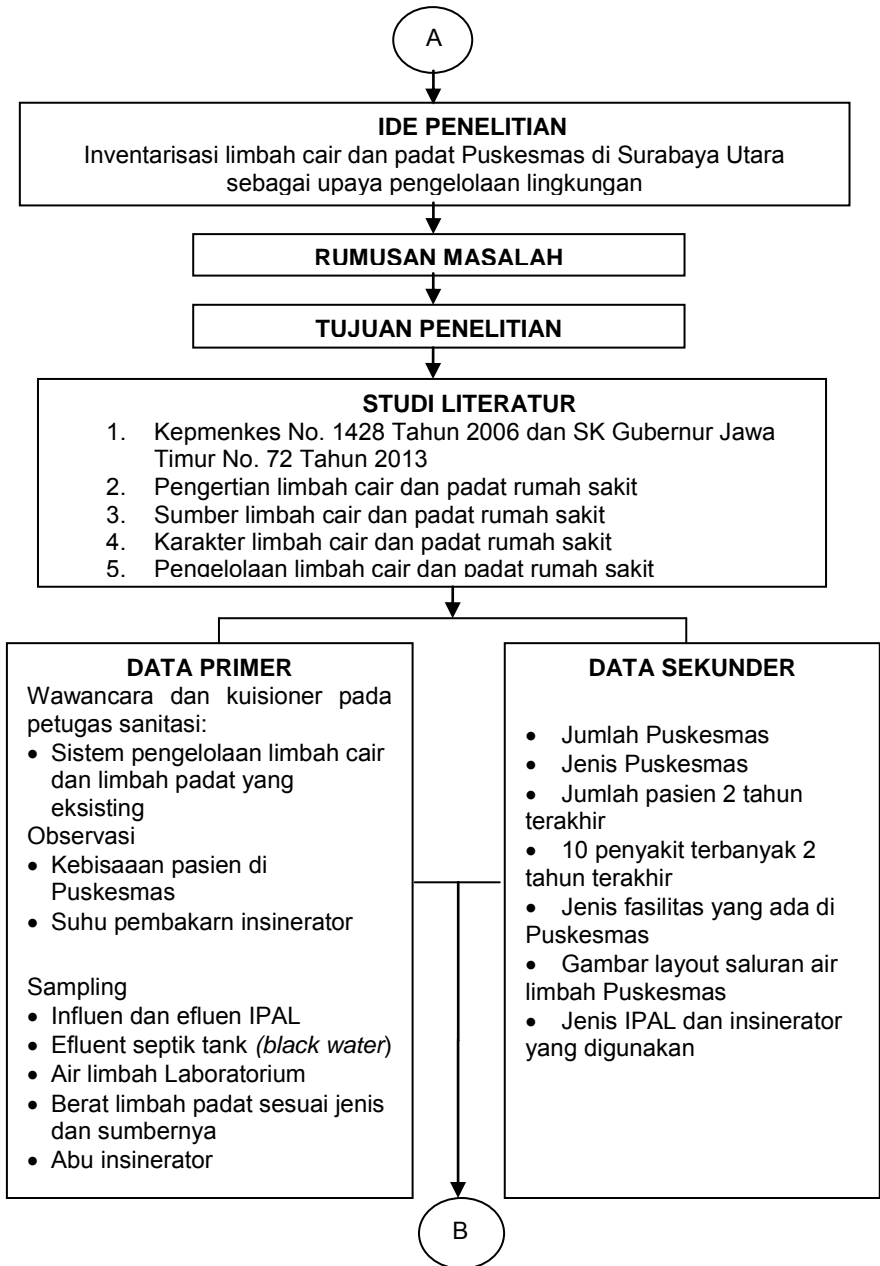 A
IDE PENELITIAN
Inventarisasi limbah cair dan padat Puskesmas di Surabaya Utara
sebagai upaya pengelolaan lingkungan
RUMUSAN MASALAH
TUJUAN PENELITIAN
STUDI LITERATUR
1. Kepmenkes No. 1428 Tahun 2006 dan SK Gubernur Jawa
Timur No. 72 Tahun 2013
2. Pengertian limbah cair dan padat rumah sakit
3. Sumber limbah cair dan padat rumah sakit
4. Karakter limbah cair dan padat rumah sakit
5. Pengelolaan limbah cair dan padat rumah sakit
DATA PRIMER
Wawancara dan kuisioner pada
petugas sanitasi:
• Sistem pengelolaan limbah cair
dan limbah padat yang
eksisting
Observasi
• Kebisaaan pasien di
Puskesmas
• Suhu pembakarn insinerator
Sampling
• Influen dan efluen IPAL
• Efluent septik tank (black water)
• Air limbah Laboratorium
• Berat limbah padat sesuai jenis
dan sumbernya
• Abu insinerator
DATA SEKUNDER
• Jumlah Puskesmas
• Jenis Puskesmas
• Jumlah pasien 2 tahun
terakhir
• 10 penyakit terbanyak 2
tahun terakhir
• Jenis fasilitas yang ada di
Puskesmas
• Gambar layout saluran air
limbah Puskesmas
• Jenis IPAL dan insinerator
yang digunakan
B